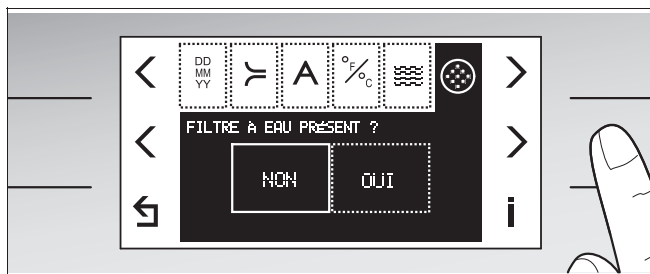 DD
MM
YY
A
°F/°C
FILTRE À EAU PRÉSENT ?
NON
OUI
i